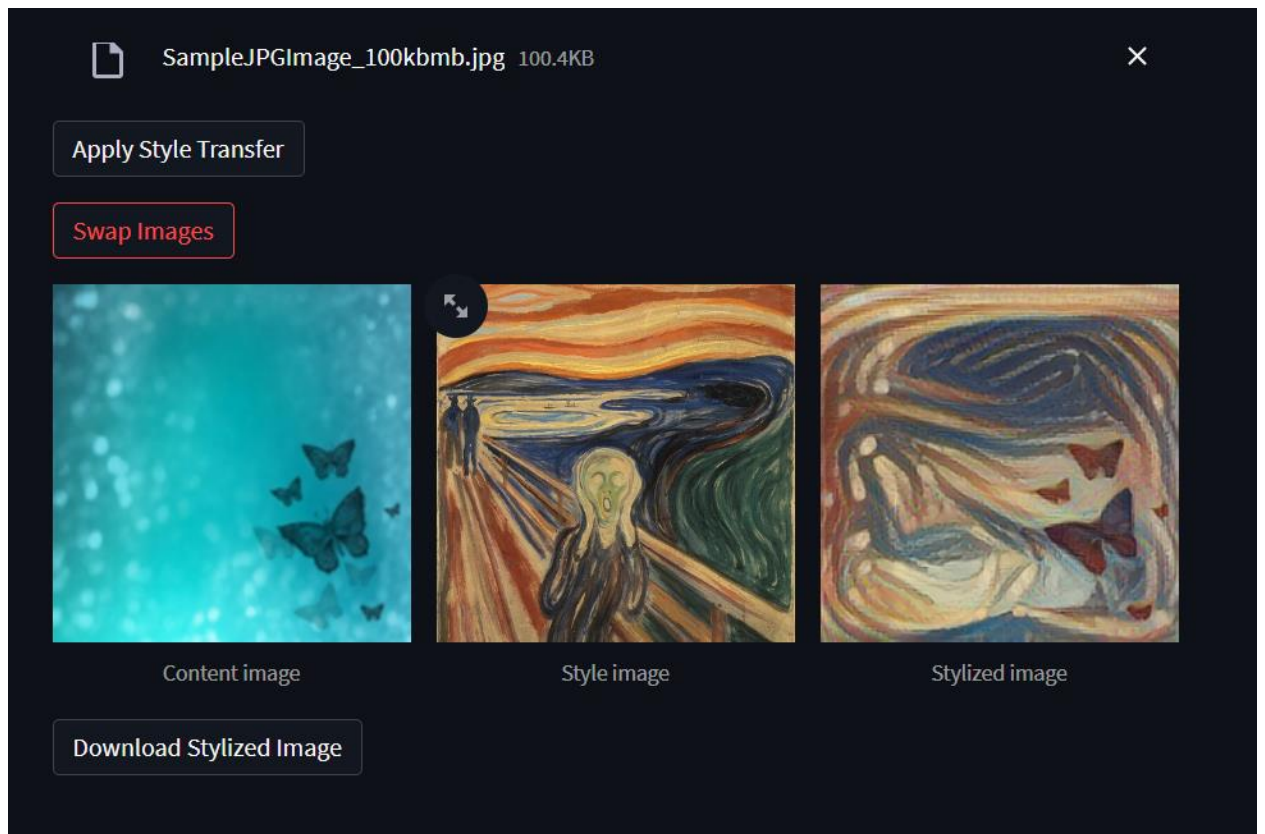 SampleJPGImage_100kbmb.jpg 100.4KB
Apply Style Transfer
Swap Images
Content image
Style image
Stylized image
Download Stylized Image